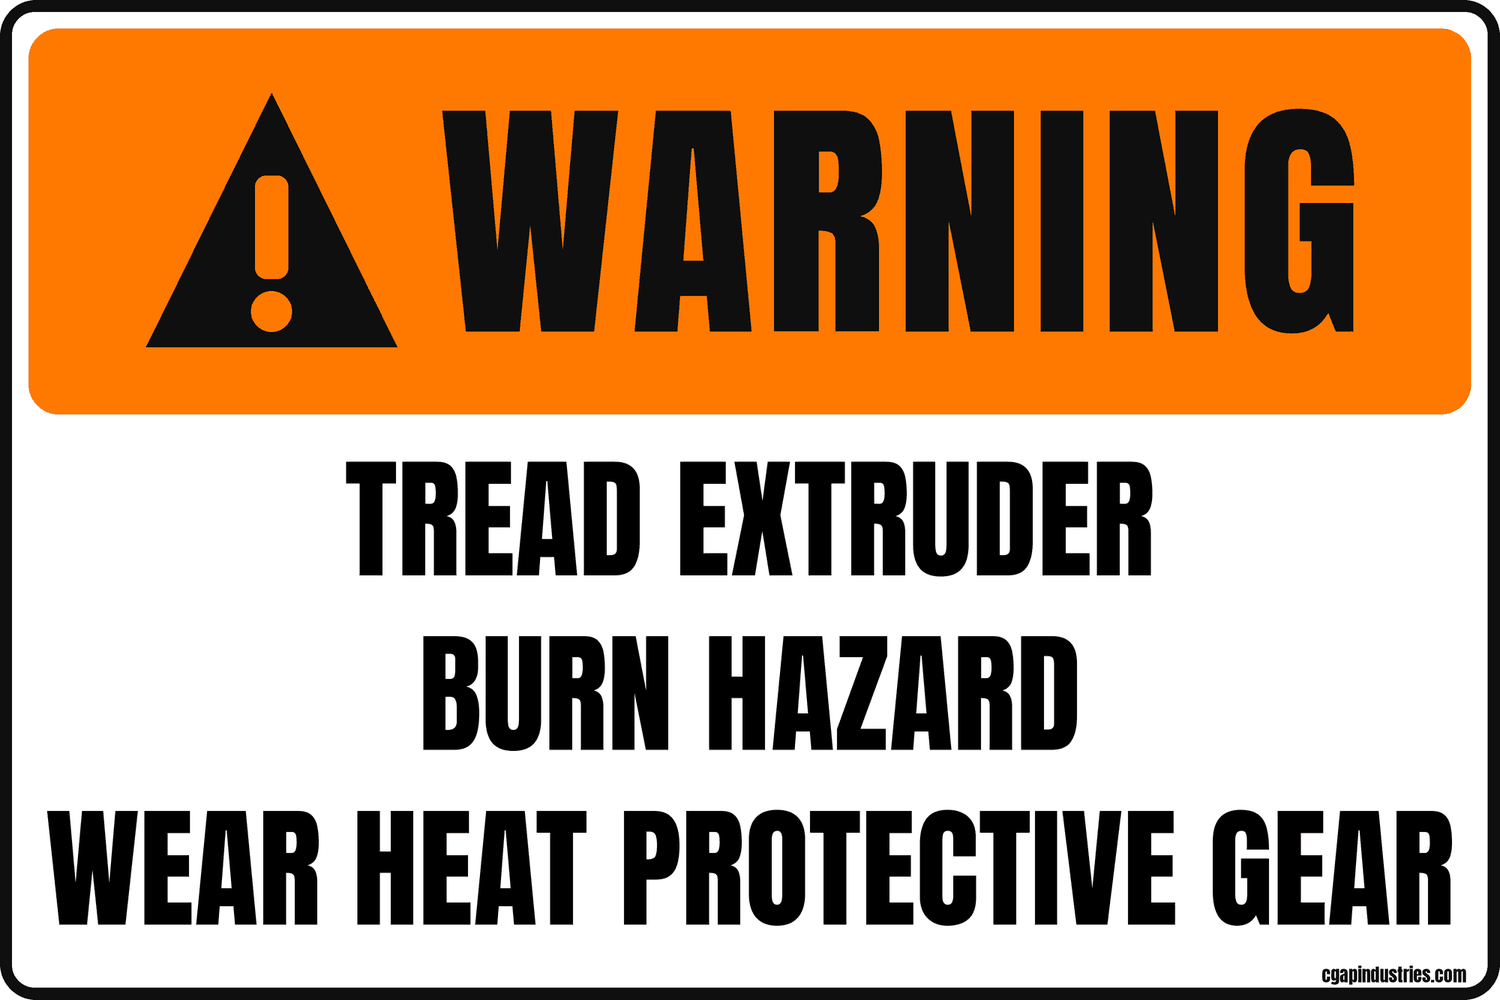 WARNING
TREAD EXTRUDER
BURN HAZARD
WEAR HEAT PROTECTIVE GEAR
cgapindustries.com